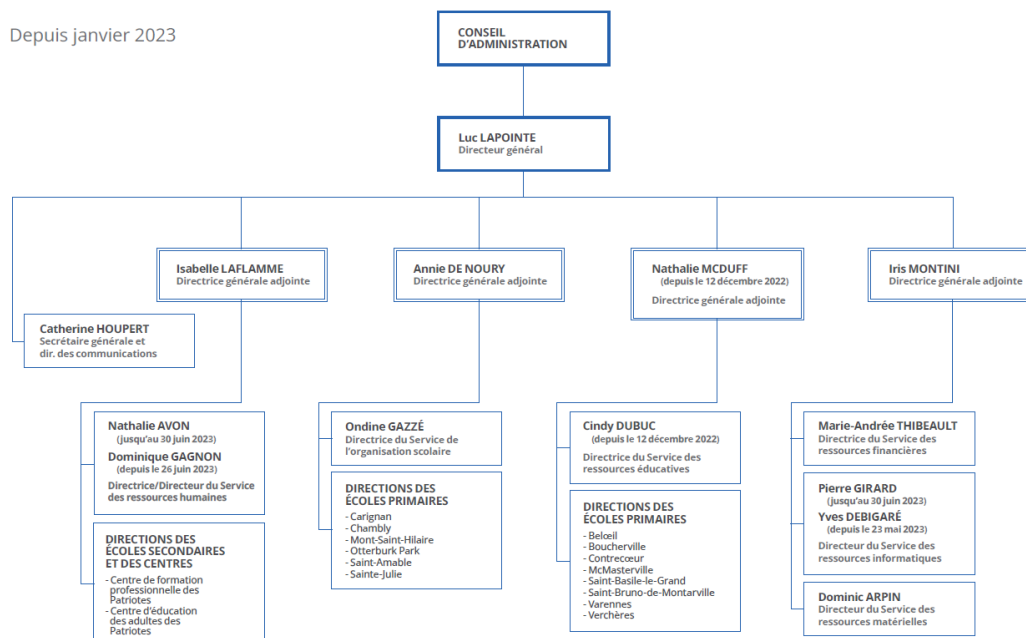 Depuis janvier 2023
CONSEIL
D'ADMINISTRATION
Luc LAPOINTE
Directeur général
Isabelle LAFLAMME
Directrice générale adjointe
Annie DE NOURY
Directrice générale adjointe
Nathalie MCDUFF
(depuis le 12 décembre 2022)
Directrice générale adjointe
Iris MONTINI
Directrice générale adjointe
Catherine HOUPERT
Secrétaire générale et
dir. des communications
Nathalie AVON
(jusqu'au 30 juin 2023)
Dominique GAGNON
(depuis le 26 juin 2023)
Directrice/Directeur du Service
des ressources humaines
DIRECTIONS DES
ÉCOLES SECONDAIRES
ET DES CENTRES
- Centre de formation
professionnelle des
Patriotes
- Centre d'éducation
des adultes des
Patriotes
Ondine GAZZÉ
Directrice du Service de
l'organisation scolaire
DIRECTIONS DES
ÉCOLES PRIMAIRES
- Carignan
- Chambly
- Mont-Saint-Hilaire
- Otterburk Park
- Saint-Amable
- Sainte-Julie
Cindy DUBUC
(depuis le 12 décembre 2022)
Directrice du Service des
ressources éducatives
DIRECTIONS DES
ÉCOLES PRIMAIRES
- Belœil
- Boucherville
- Contrecœur
- McMasterville
- Saint-Basile-le-Grand
- Saint-Bruno-de-Montarville
- Varennes
- Verchères
Marie-Andrée THIBEAULT
Directrice du Service des
ressources financières
Pierre GIRARD
(jusqu'au 30 juin 2023)
Yves DEBIGARÉ
(depuis le 23 mai 2023)
Directeur du Service des
ressources informatiques
Dominic ARPIN
Directeur du Service des
ressources matérielles